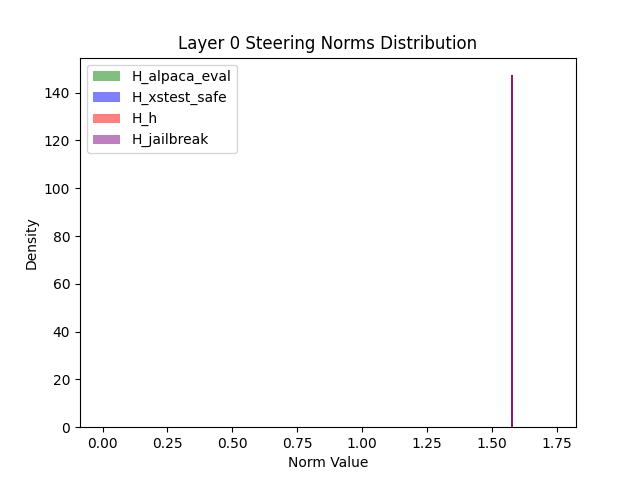 Layer 0 Steering Norms Distribution
H_alpaca_eval
H_xstest_safe
H_h
H_jailbreak
140
120
100
80
60
40
20
0
Density
0.00 0.25 0.50 0.75 1.00 1.25 1.50 1.75
Norm Value